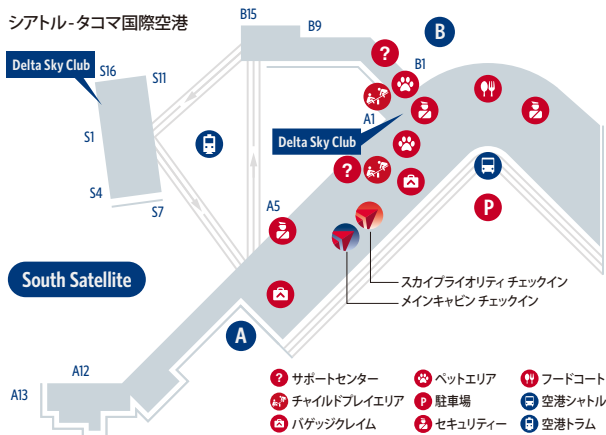 シアトル-タコマ国際空港
B15
B9
B
B1
Delta Sky Club
S16
S11
S1
S4
S7
A1
Delta Sky Club
?
?
P
A5
South Satellite
スカイプライオリティ チェックイン
メインキャビン チェックイン
A
A12
A13
? サポートセンター
ペットエリア
フードコート
チャイルドプレイエリア
P 駐車場
空港シャトル
バゲッジクレイム
セキュリティー
空港トラム